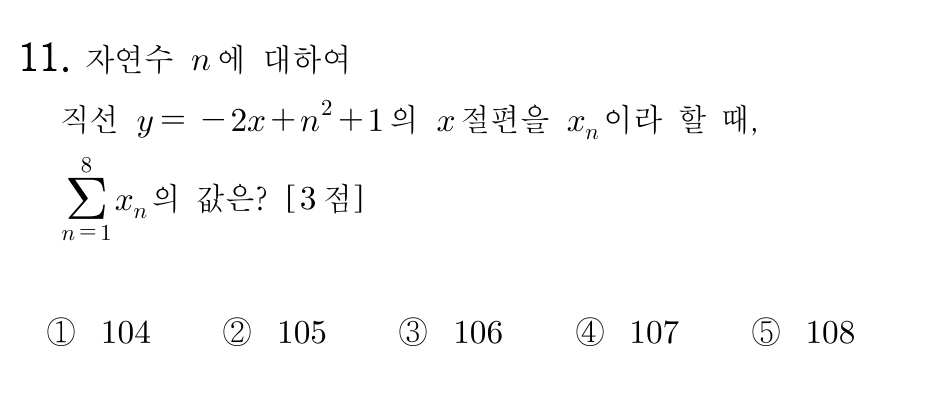 11. 자연수 n에 대하여
직선 y = -2x + n² + 1의 x절편을 xₙ이라 할 때,
∑_{n=1}^{8} xₙ의 값은? [3점]
① 104 ② 105 ③ 106 ④ 107 ⑤ 108